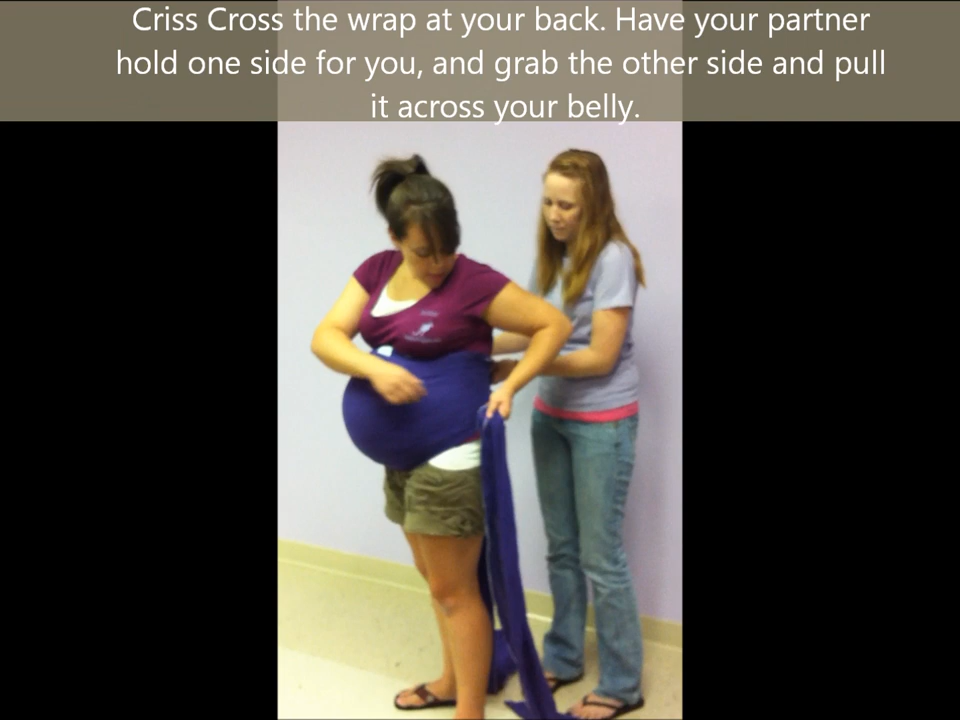 Criss Cross the wrap at your back. Have your partner
hold one side for you, and grab the other side and pull
it across your belly.